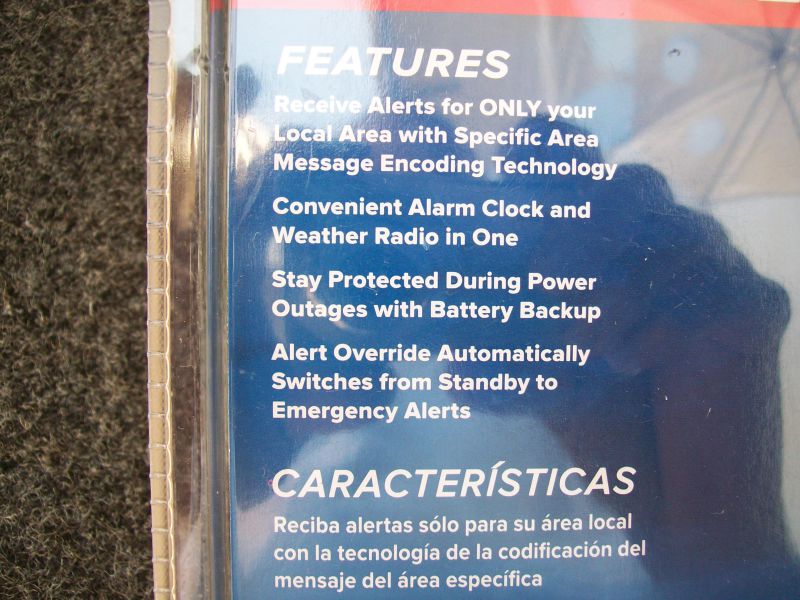 FEATURES
Receive Alerts for ONLY your
Local Area with Specific Area
Message Encoding Technology
Convenient Alarm Clock and
Weather Radio in One
Stay Protected During Power
Outages with Battery Backup
Alert Override Automatically
Switches from Standby to
Emergency Alerts
CARACTERÍSTICAS
Reciba alertas sólo para su área local
con la tecnología de la codificación del
mensaje del área específica